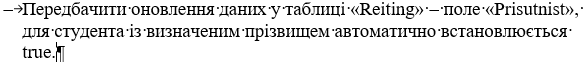 – Передбачити оновлення даних у таблиці «Reiting» – поле «Prisutnist»,
для студента із визначеним прізвищем автоматично встановлюється
true.